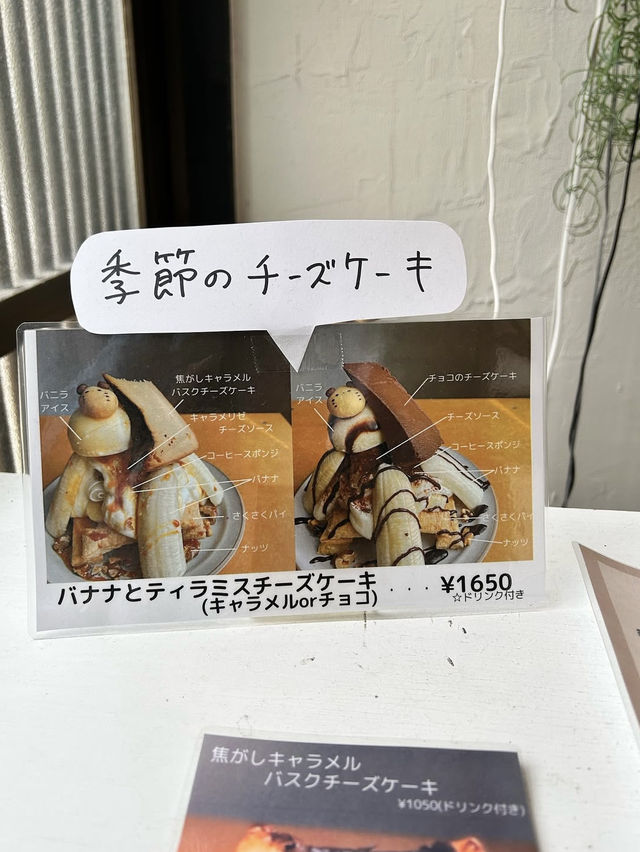 季節のチーズケーキ
バニラ
アイス
焦がしキャラメル
バスクチーズケーキ
キャラメリゼ
チーズソース
コーヒースポンジ
バナナ
さくさくパイ
ナッツ
バニラ
アイス
チョコのチーズケーキ
チーズソース
コーヒースポンジ
バナナ
さくさくパイ
ナッツ
バナナとティラミスチーズケーキ
(キャラメルorチョコ)
・・・ ¥1650
☆ドリンク付き
焦がしキャラメル
バスクチーズケーキ
¥1050(ドリンク付き)